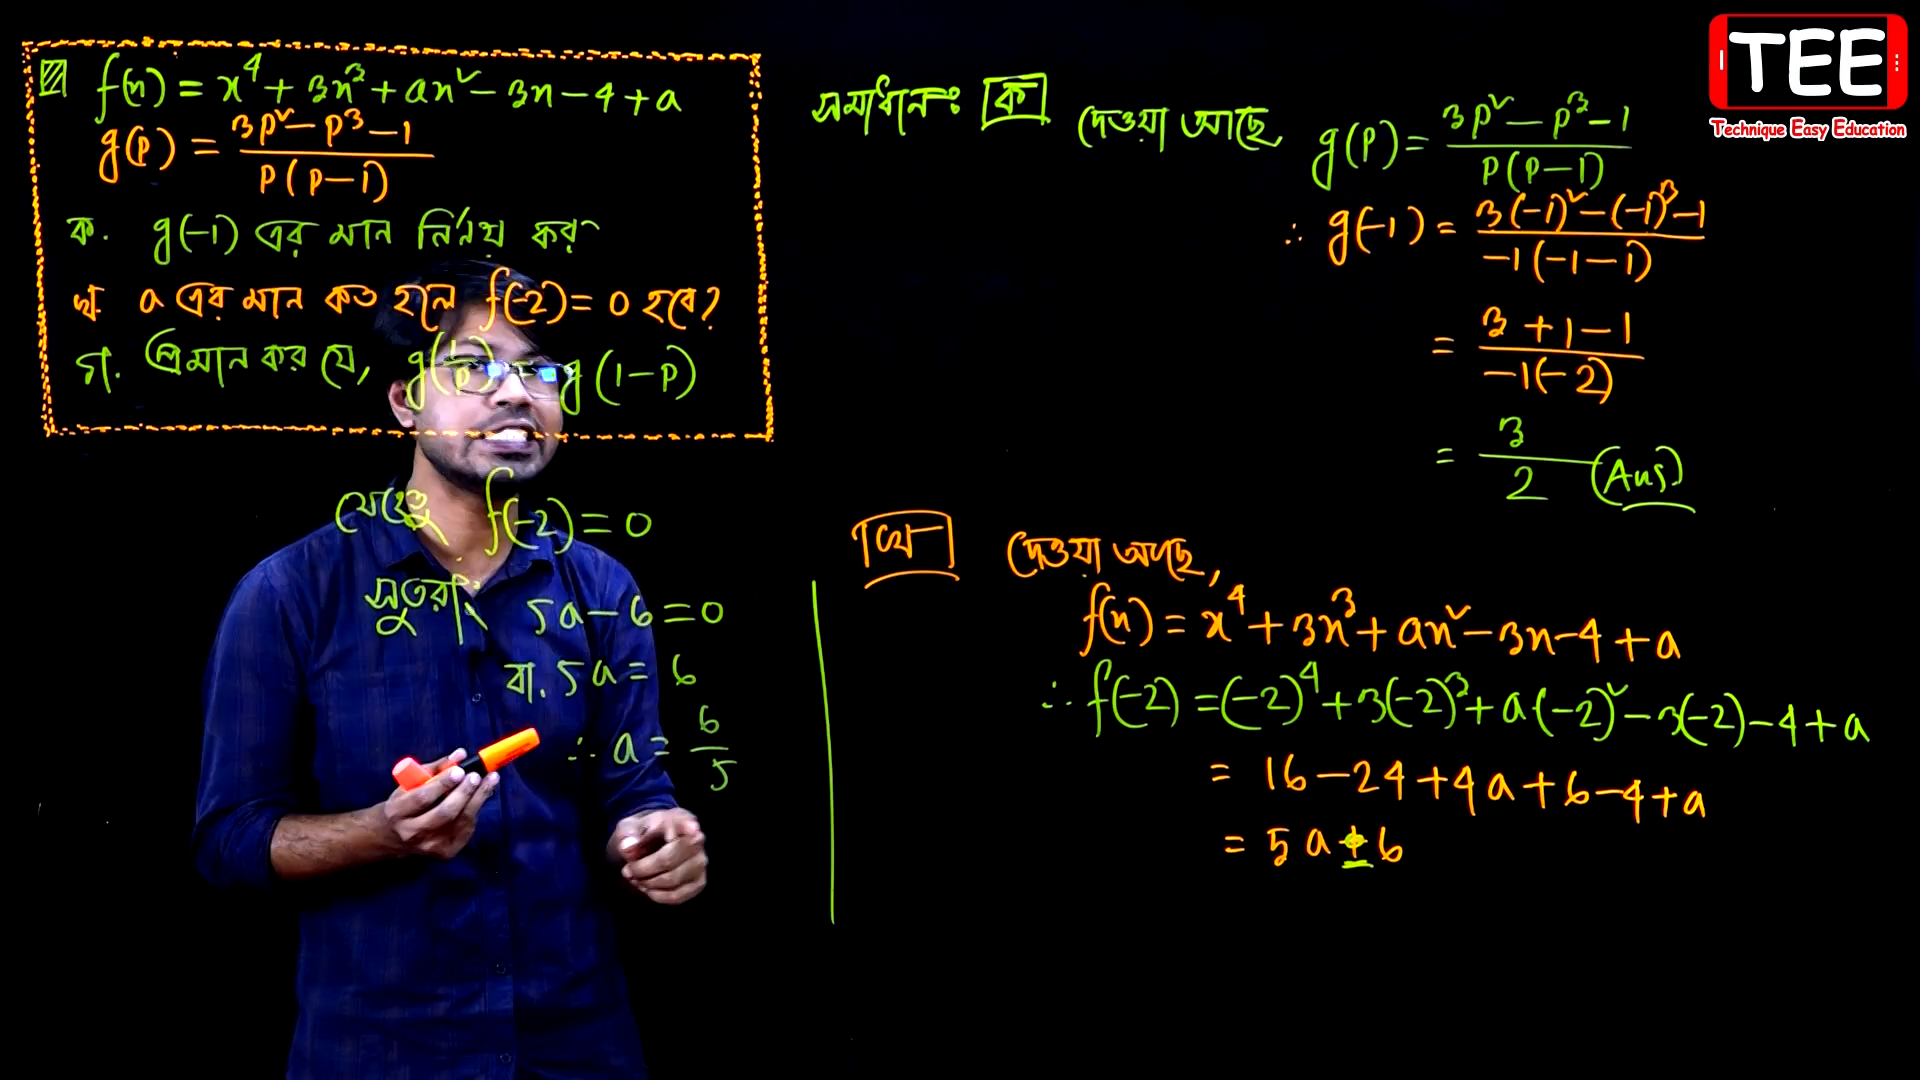 f(x) = x⁴ + 3x³ + ax² - 3x - 4 + a
g(p) = (3p² - p³ - 1) / (p(p-1))
ক. g(-1) এর মান নির্ণয় কর
খ. a এর মান কত হলে f(-2) = 0 হবে?
গ. প্রমান কর যে, g(1/p) = g(1-p)
যেহেতু f(-2) = 0
সুতরাং 5a - 6 = 0
বা, 5a = 6
∴ a = 6/5
সমাধানঃ ক
দেওয়া আছে, g(p) = (3p² - p³ - 1) / (p(p-1))
∴ g(-1) = (3(-1)² - (-1)³ - 1) / (-1(-1-1))
= (3 + 1 - 1) / (-1(-2))
= 3/2 (Ans)
খ
দেওয়া আছে,
f(x) = x⁴ + 3x³ + ax² - 3x - 4 + a
∴ f(-2) = (-2)⁴ + 3(-2)³ + a(-2)² - 3(-2) - 4 + a
= 16 - 24 + 4a + 6 - 4 + a
= 5a - 6
TEE
Technique Easy Education